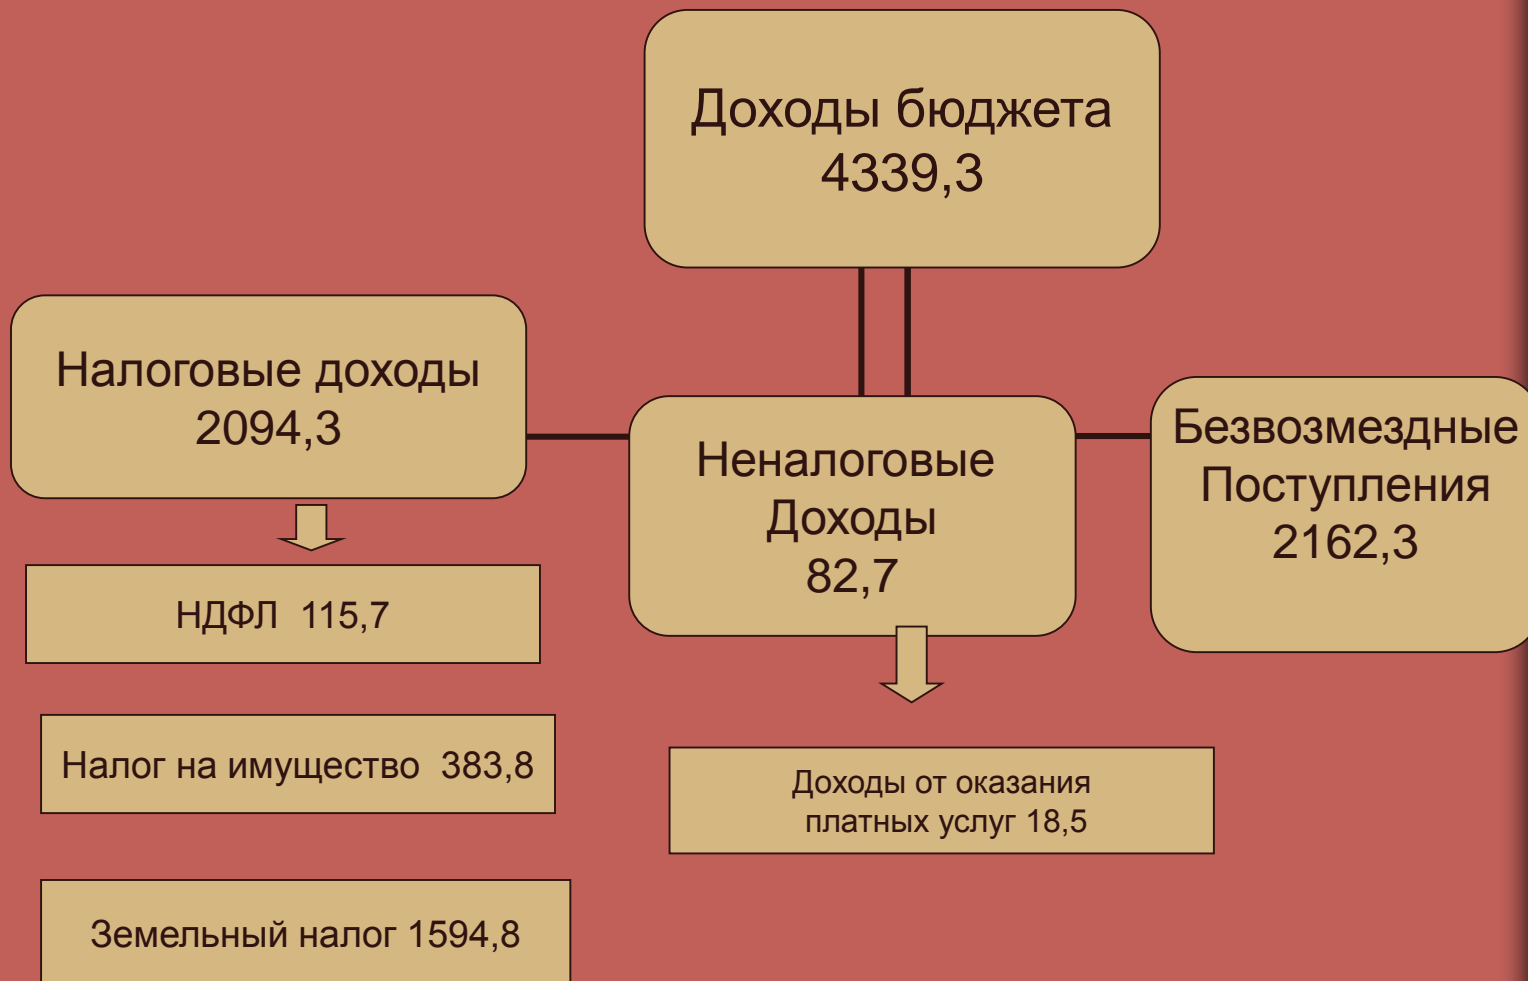 Доходы бюджета
4339,3
Налоговые доходы
2094,3
Неналоговые
Доходы
82,7
Безвозмездные
Поступления
2162,3
НДФЛ 115,7
Налог на имущество 383,8
Земельный налог 1594,8
Доходы от оказания
платных услуг 18,5